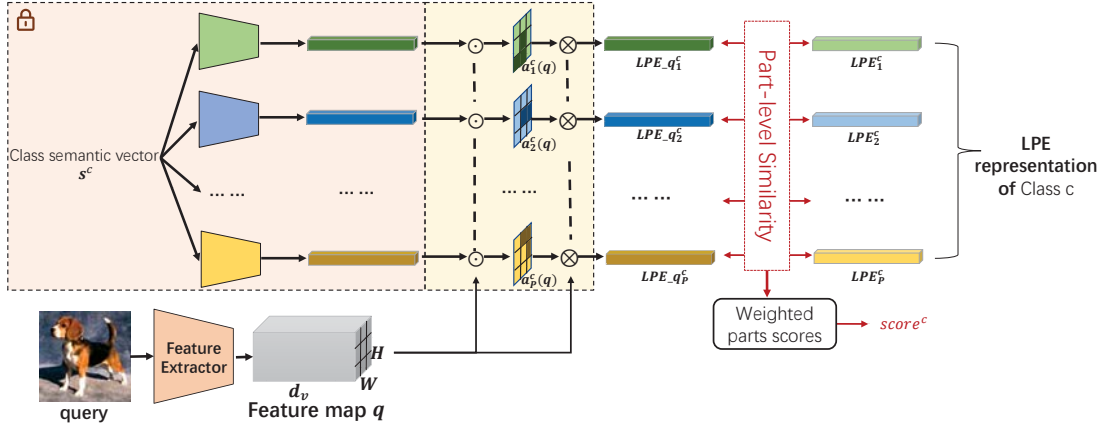 Class semantic vector
s^c
... ...
... ...
a_1^c(q)
a_2^c(q)
... ...
a_P^c(q)
LPE_q_1^c
LPE_q_2^c
... ...
LPE_q_P^c
Part-level Similarity
LPE_1^c
LPE_2^c
... ...
LPE_P^c
LPE
representation
of Class c
Weighted
parts scores
score^c
query
Feature
Extractor
d_v
W
H
Feature map q